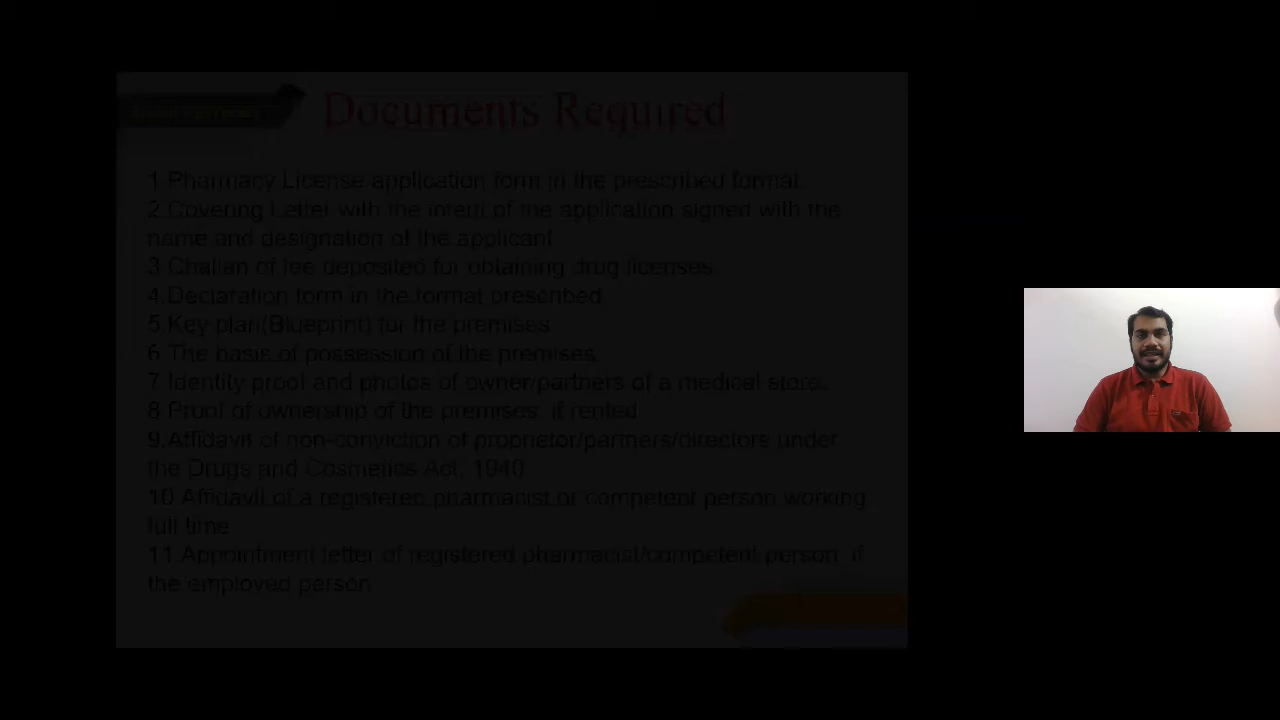 Documents Required
1.Pharmacy License application form in the prescribed format
2.Covering Letter with the intent of the application signed with the
name and designation of the applicant
3.Challan of fee deposited for obtaining drug licenses
4.Declaration form in the format prescribed
5.Key plan(Blueprint) for the premises
6.The basis of possession of the premises
7.Identity proof and photos of owner/partners of a medical store.
8.Proof of ownership of the premises, if rented
9.Affidavit of non-conviction of proprietor/partners/directors under
the Drugs and Cosmetics Act, 1940
10.Affidavit of a registered pharmanist or competent person working
full time
11.Appointment letter of registered pharmacist/competent person, if
the employed person